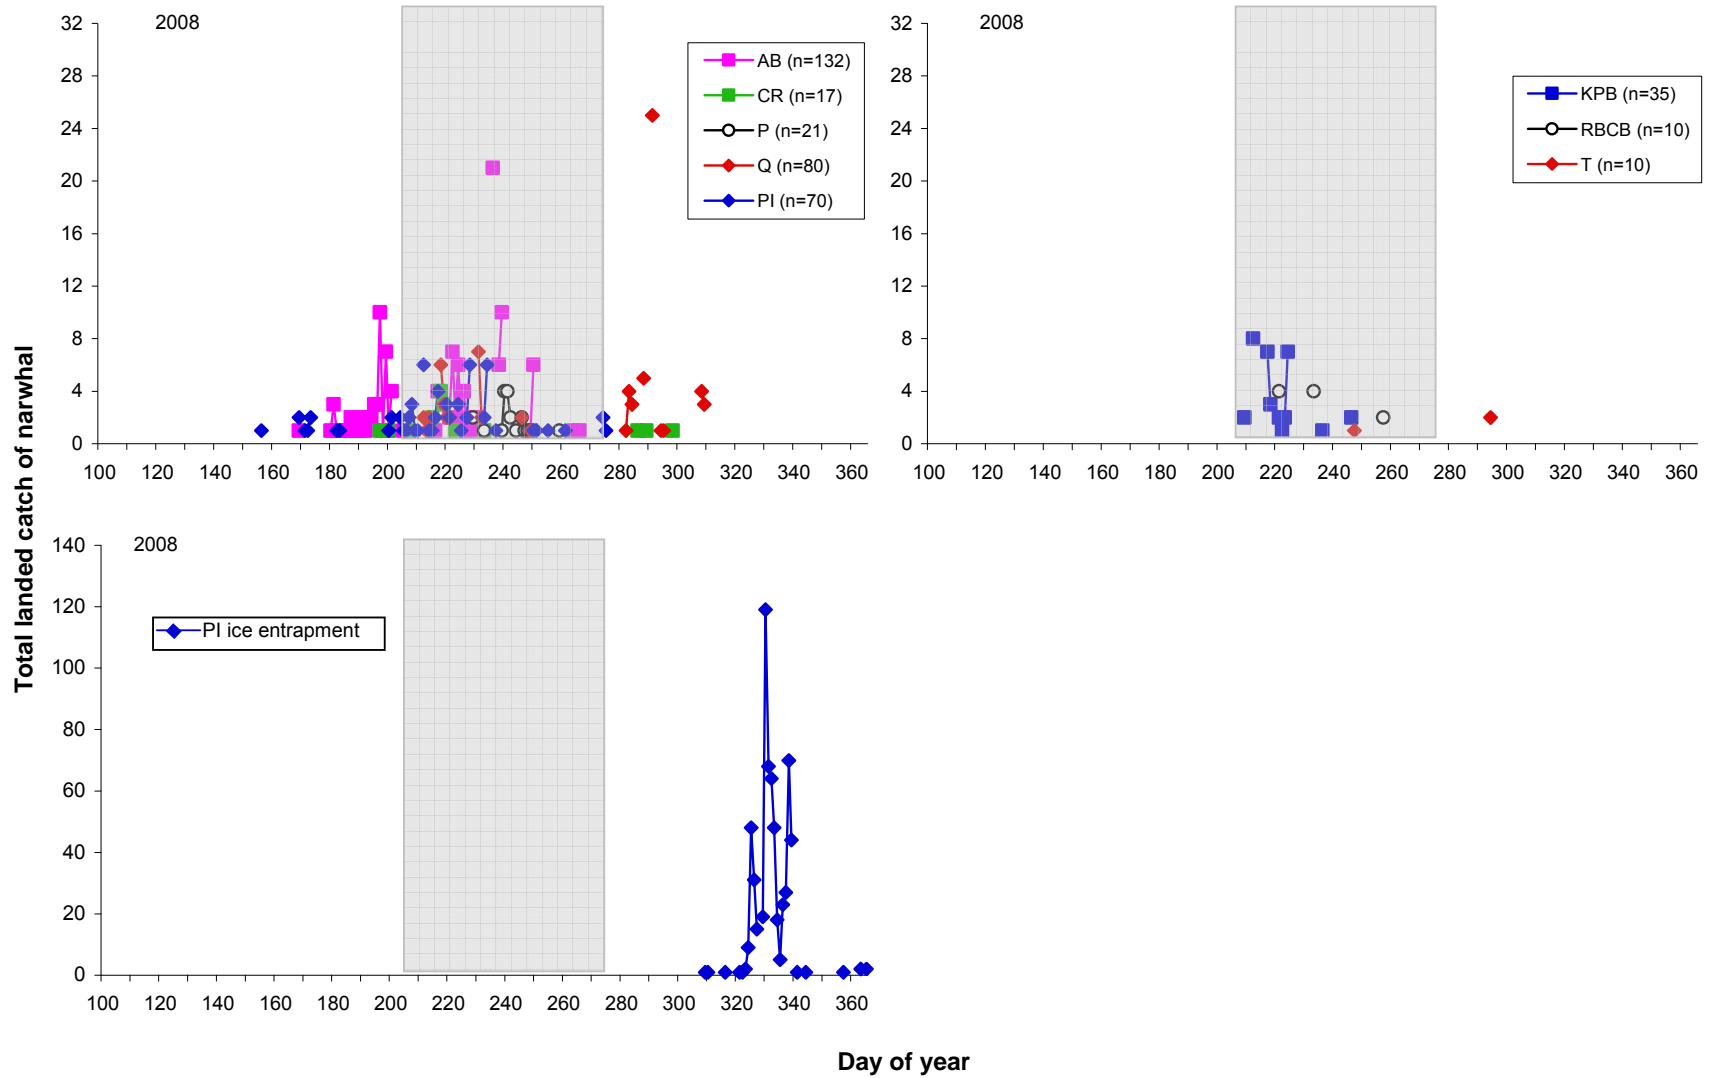 2008
32
28
24
20
16
12
8
4
0
100 120 140 160 180 200 220 240 260 280 300 320 340 360
AB (n=132)
CR (n=17)
P (n=21)
Q (n=80)
PI (n=70)
2008
32
28
24
20
16
12
8
4
0
100 120 140 160 180 200 220 240 260 280 300 320 340 360
KPB (n=35)
RBCB (n=10)
T (n=10)
Total landed catch of narwhal
2008
140
120
100
80
60
40
20
0
100 120 140 160 180 200 220 240 260 280 300 320 340 360
PI ice entrapment
Day of year